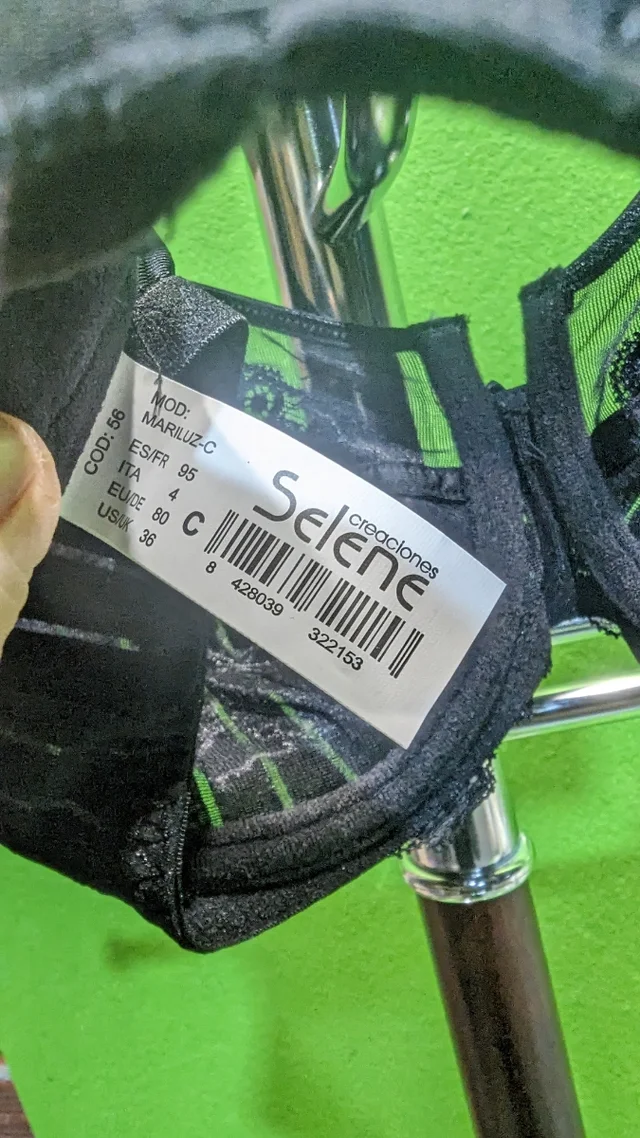 COD: 56
MOD:
MARILUZ-C
ES/FR 95
ITA 4
EU/DE 80 C
US/UK 36
creaciones
Selene
8 428039 322153